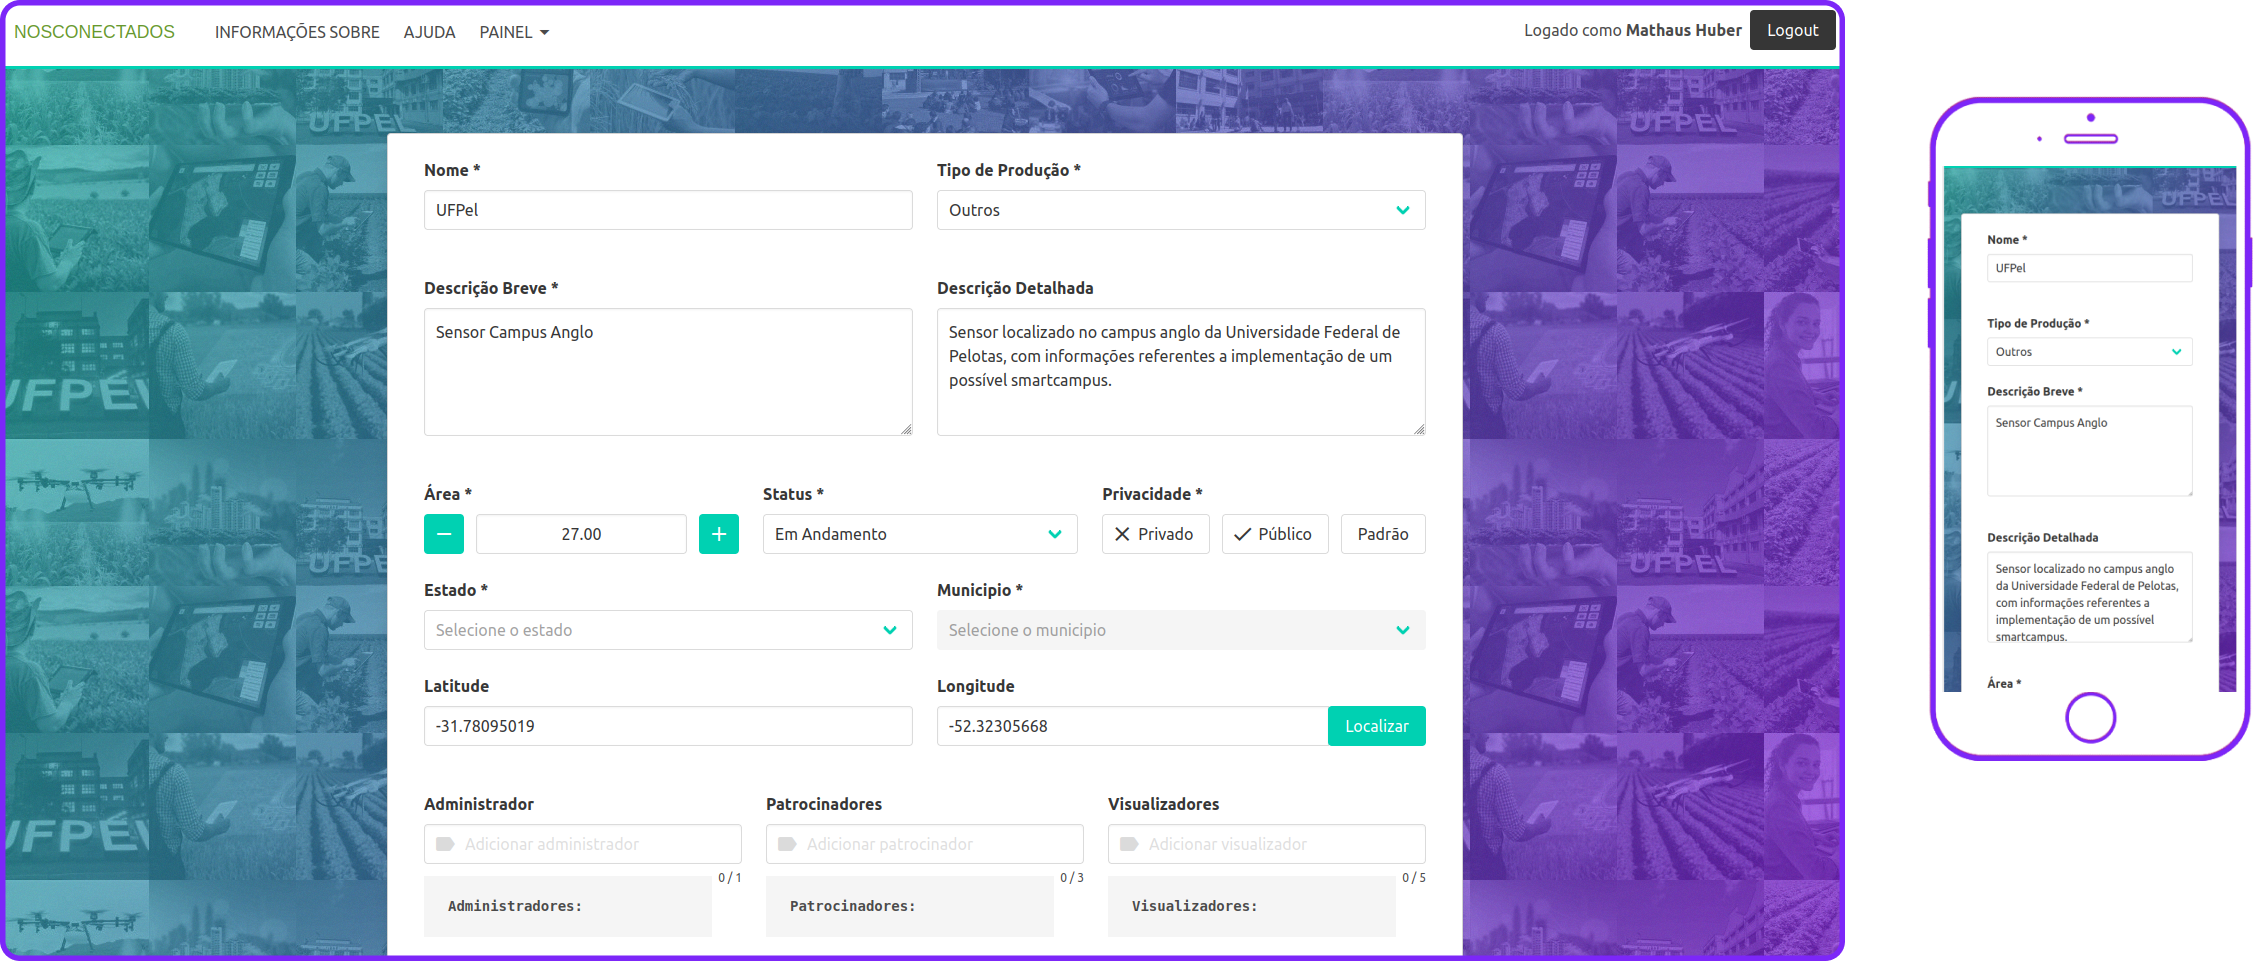 NOSCONECTADOS INFORMAÇÕES SOBRE AJUDA PAINEL Logado como Mathaus Huber Logout
Nome * Tipo de Produção *
UFPel Outros
Descrição Breve * Descrição Detalhada
Sensor Campus Anglo
Sensor localizado no campus anglo da Universidade Federal de
Pelotas, com informações referentes a implementação de um
possível smartcampus.
Área * Status * Privacidade *
27.00 Em Andamento Privado Público Padrão
Estado * Municipio *
Selecione o estado Selecione o municipio
Latitude Longitude
-31.78095019 -52.32305668 Localizar
Administrador Patrocinadores Visualizadores
Adicionar administrador Adicionar patrocinador Adicionar visualizador
0 / 1 0 / 3 0 / 5
Administradores: Patrocinadores: Visualizadores:
UFPEL
UFPEL
UFPEL
UFPEL
UFPEL
UFPEL
UFPEL
Nome *
UFPel
Tipo de Produção *
Outros
Descrição Breve *
Sensor Campus Anglo
Descrição Detalhada
Sensor localizado no campus anglo
da Universidade Federal de Pelotas,
com informações referentes a
implementação de um possível
smartcampus.
Área *